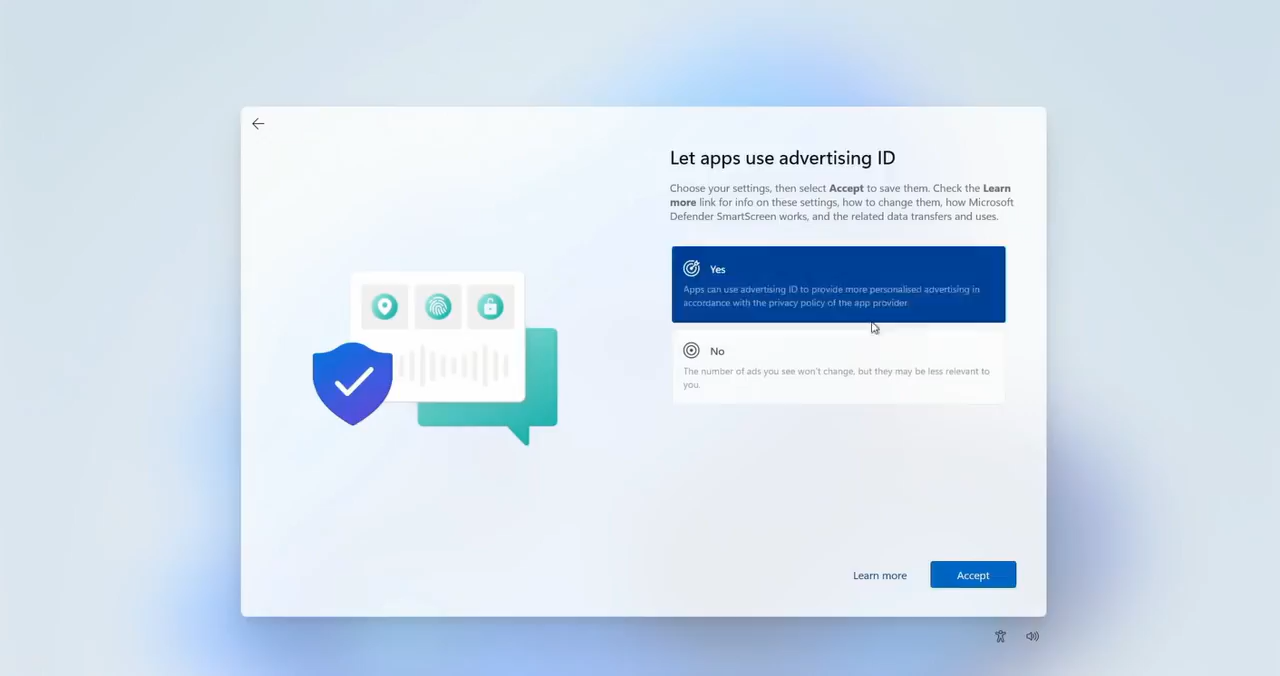 Let apps use advertising ID
Choose your settings, then select Accept to save them. Check the Learn
more link for info on these settings, how to change them, how Microsoft
Defender SmartScreen works, and the related data transfers and uses.
Yes
Apps can use advertising ID to provide more personalised advertising in
accordance with the privacy policy of the app provider.
No
The number of ads you see won't change, but they may be less relevant to
you.
Learn more
Accept